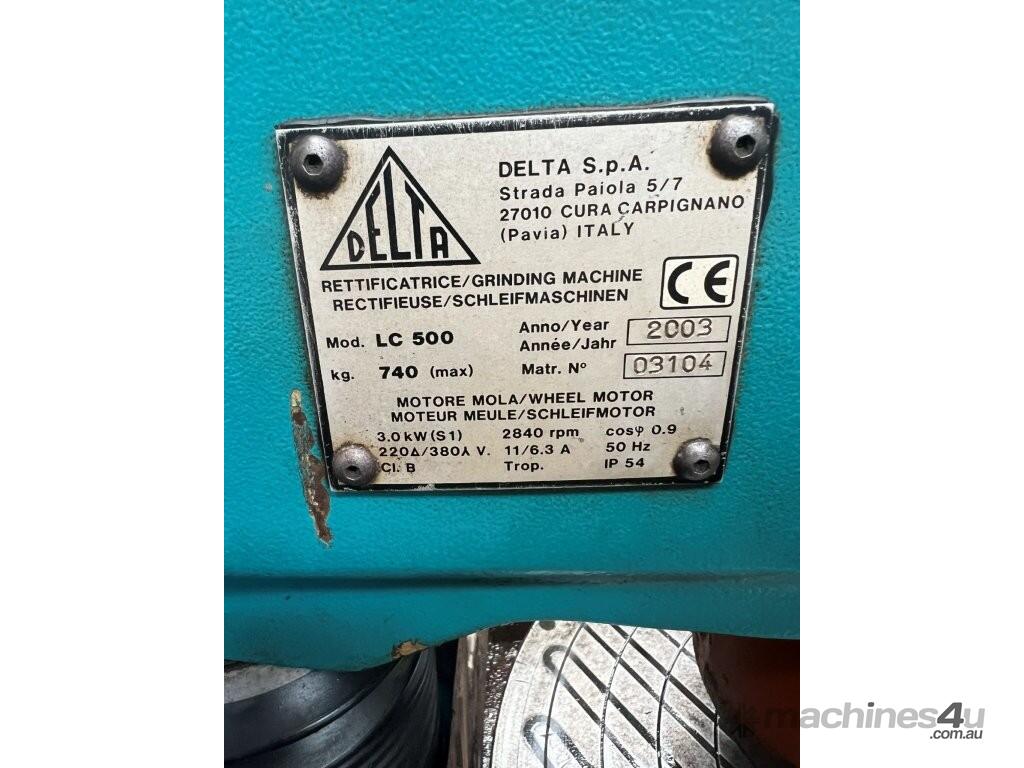 DELTA
DELTA S.p.A.
Strada Paiola 5/7
27010 CURA CARPIGNANO
(Pavia) ITALY
RETTIFICATRICE/GRINDING MACHINE
RECTIFIEUSE/SCHLEIFMASCHINEN
CE
Mod. LC 500
Anno/Year 2003
Année/Jahr
kg. 740 (max)
Matr. Nº 03104
MOTORE MOLA/WHEEL MOTOR
MOTEUR MEULE/SCHLEIFMOTOR
3.0 kW (S1) 2840 rpm cosφ 0.9
220Δ/380⅄ V. 11/6.3 A 50 Hz
Cl. B Trop. IP 54
machines4u
.com.au